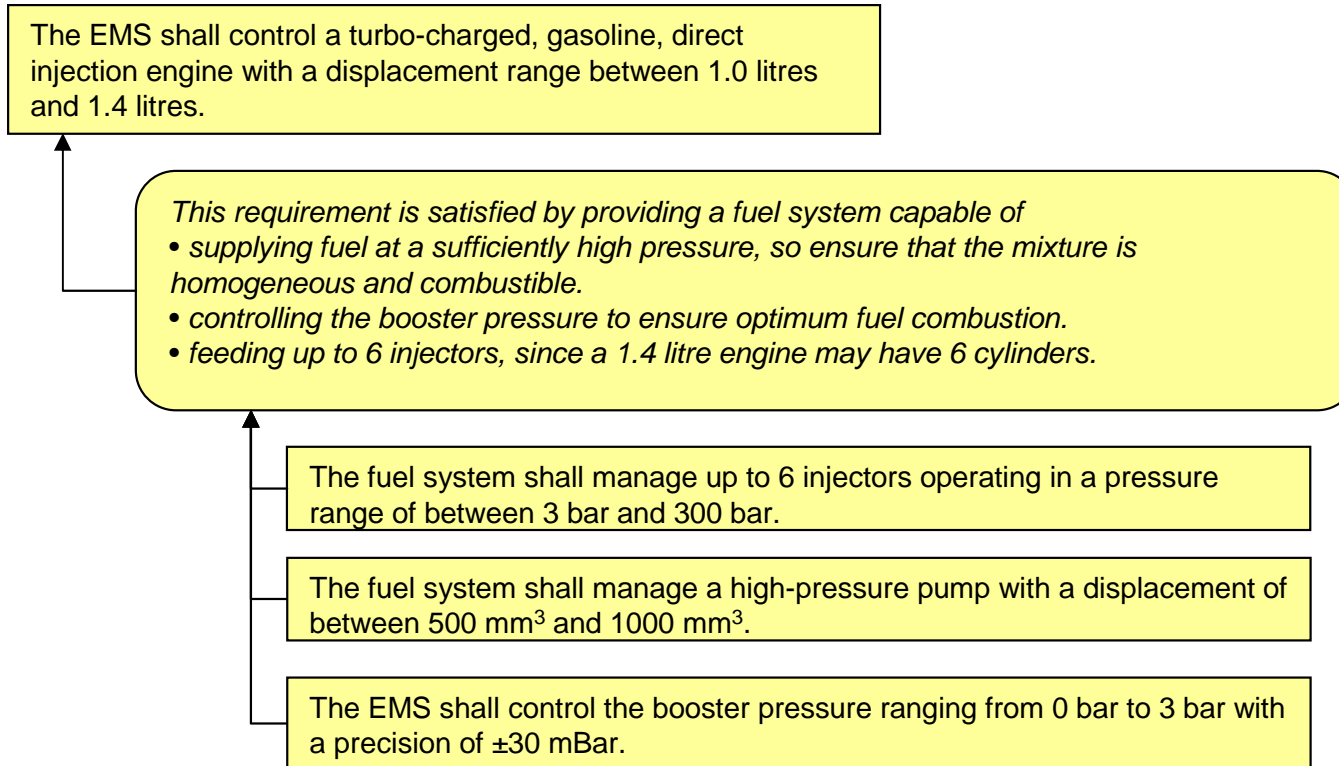 The EMS shall control a turbo-charged, gasoline, direct
injection engine with a displacement range between 1.0 litres
and 1.4 litres.
This requirement is satisfied by providing a fuel system capable of
• supplying fuel at a sufficiently high pressure, so ensure that the mixture is
homogeneous and combustible.
• controlling the booster pressure to ensure optimum fuel combustion.
• feeding up to 6 injectors, since a 1.4 litre engine may have 6 cylinders.
The fuel system shall manage up to 6 injectors operating in a pressure
range of between 3 bar and 300 bar.
The fuel system shall manage a high-pressure pump with a displacement of
between 500 mm³ and 1000 mm³.
The EMS shall control the booster pressure ranging from 0 bar to 3 bar with
a precision of ±30 mBar.